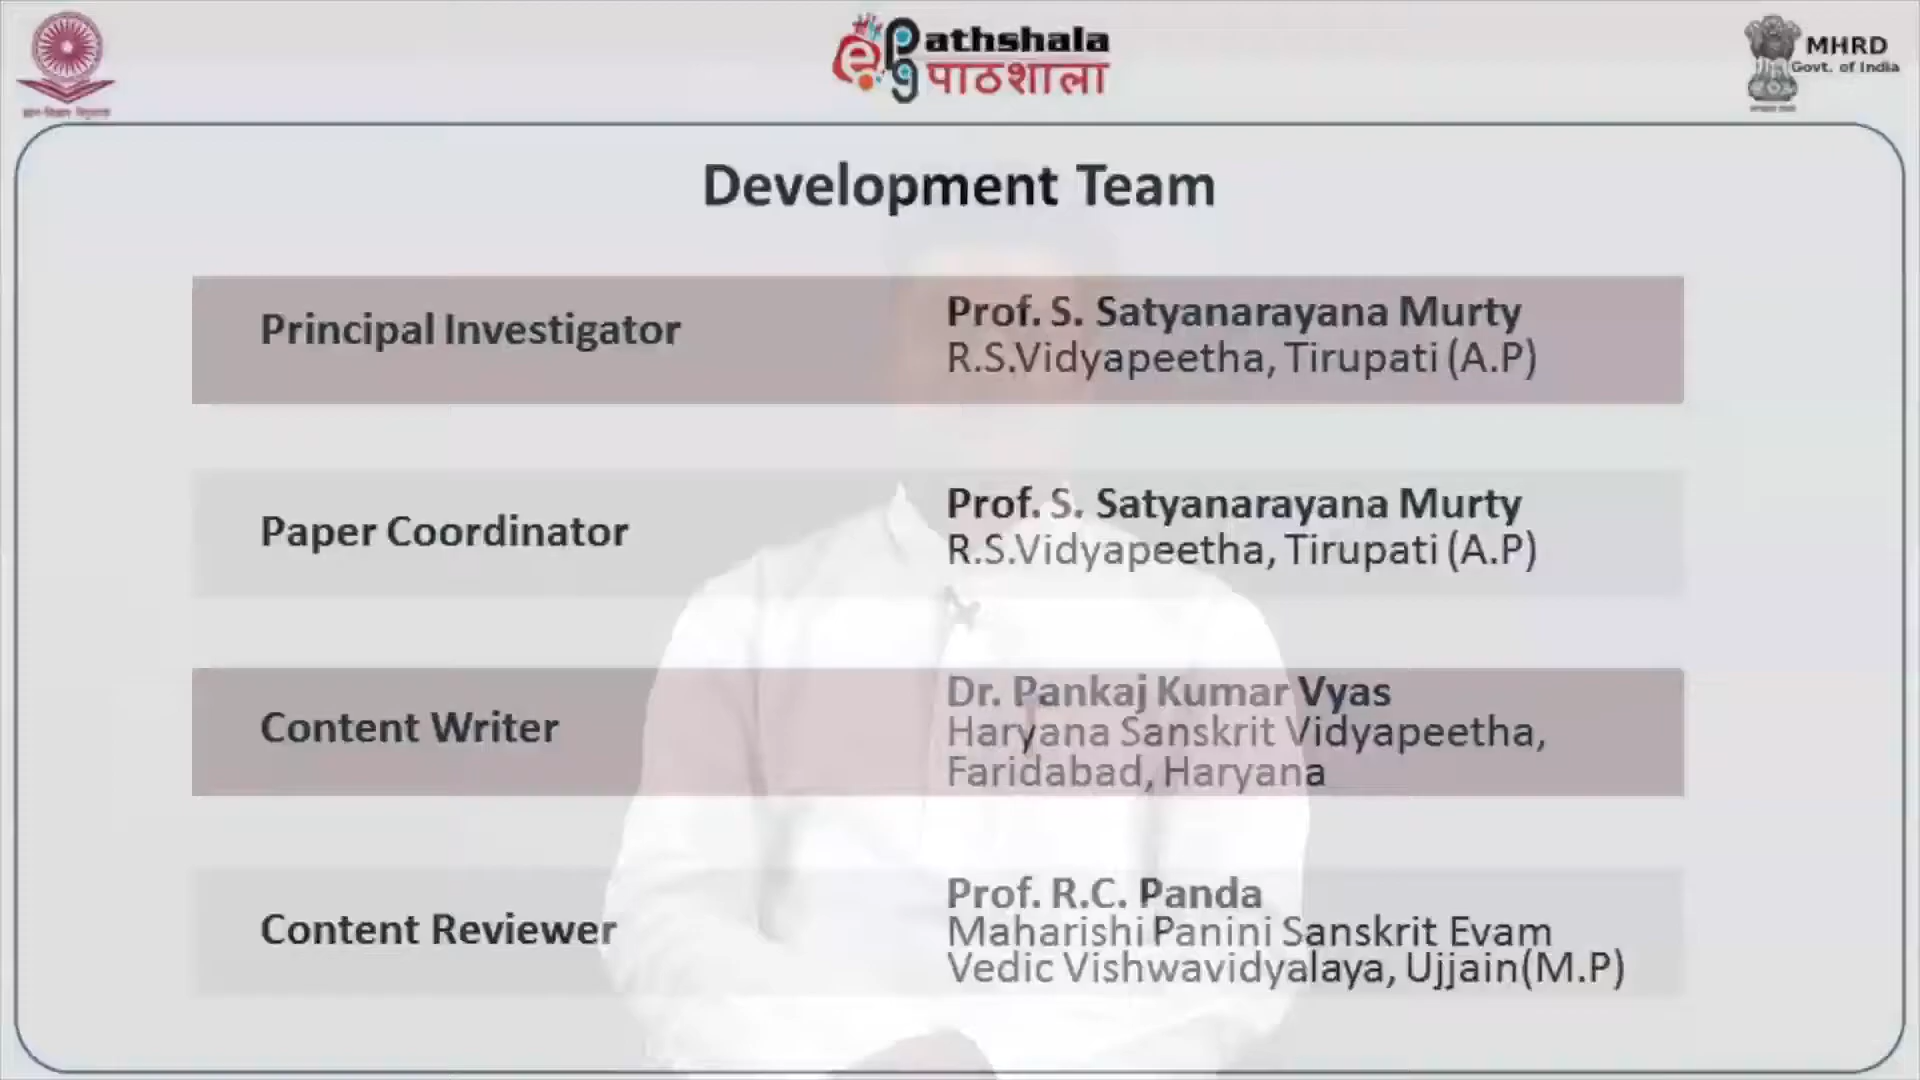 Pathshala
पाठशाला
MHRD
Govt. of India
Development Team
Principal Investigator
Prof. S. Satyanarayana Murty
R.S.Vidyapeetha, Tirupati (A.P)
Paper Coordinator
Prof. S. Satyanarayana Murty
R.S.Vidyapeetha, Tirupati (A.P)
Content Writer
Dr. Pankaj Kumar Vyas
Haryana Sanskrit Vidyapeetha,
Faridabad, Haryana
Content Reviewer
Prof. R.C. Panda
Maharishi Panini Sanskrit Evam
Vedic Vishwavidyalaya, Ujjain(M.P)